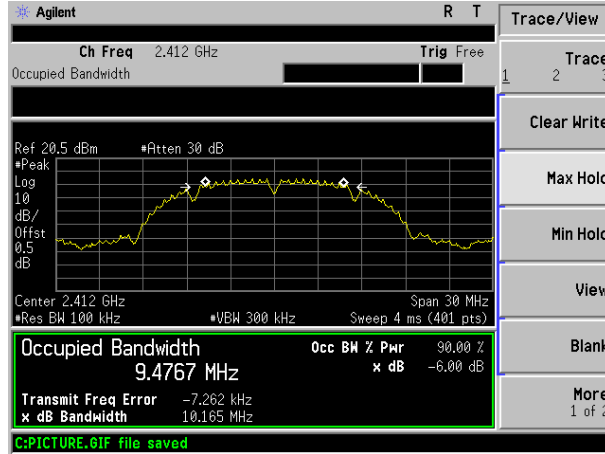 Agilent R T
Trace/View
Ch Freq 2.412 GHz Trig Free
Occupied Bandwidth
Trace
1 2 3
Clear Write
Max Hold
Min Hold
View
Blank
More
1 of 2
Ref 20.5 dBm #Atten 30 dB
#Peak
Log
10
dB/
Offst
0.5
dB
Center 2.412 GHz Span 30 MHz
#Res BW 100 kHz #VBW 300 kHz Sweep 4 ms (401 pts)
Occupied Bandwidth Occ BW % Pwr 90.00 %
9.4767 MHz x dB -6.00 dB
Transmit Freq Error -7.262 kHz
x dB Bandwidth 10.165 MHz
C:PICTURE.GIF file saved